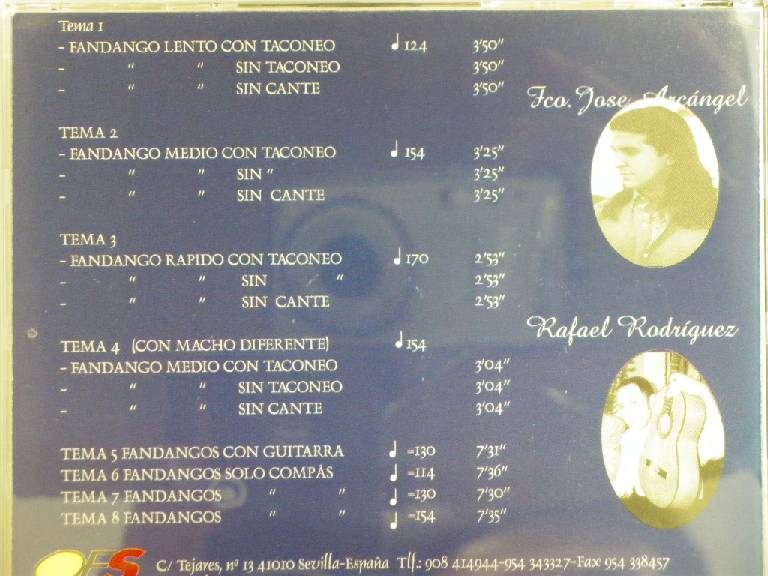 Tema 1
- FANDANGO LENTO CON TACONEO ♩ 124 3'50"
- " " SIN TACONEO 3'50"
- " " SIN CANTE 3'50"
Fco. Jose Arcángel
TEMA 2
- FANDANGO MEDIO CON TACONEO ♩ 154 3'25"
- " " SIN " 3'25"
- " " SIN CANTE 3'25"
TEMA 3
- FANDANGO RAPIDO CON TACONEO ♩ 170 2'53"
- " " SIN " 2'53"
- " " SIN CANTE 2'53"
Rafael Rodríguez
TEMA 4 (CON MACHO DIFERENTE) ♩ 154
- FANDANGO MEDIO CON TACONEO 3'04"
- " " SIN TACONEO 3'04"
- " " SIN CANTE 3'04"
TEMA 5 FANDANGOS CON GUITARRA ♩ =130 7'31"
TEMA 6 FANDANGOS SOLO COMPÁS ♩ =114 7'36"
TEMA 7 FANDANGOS " " ♩ =130 7'30"
TEMA 8 FANDANGOS " " ♩ =154 7'35"
OFS
C/ Tejares, nº 13 41010 Sevilla-España Tlf.: 908 414944-954 343327-Fax 954 338457